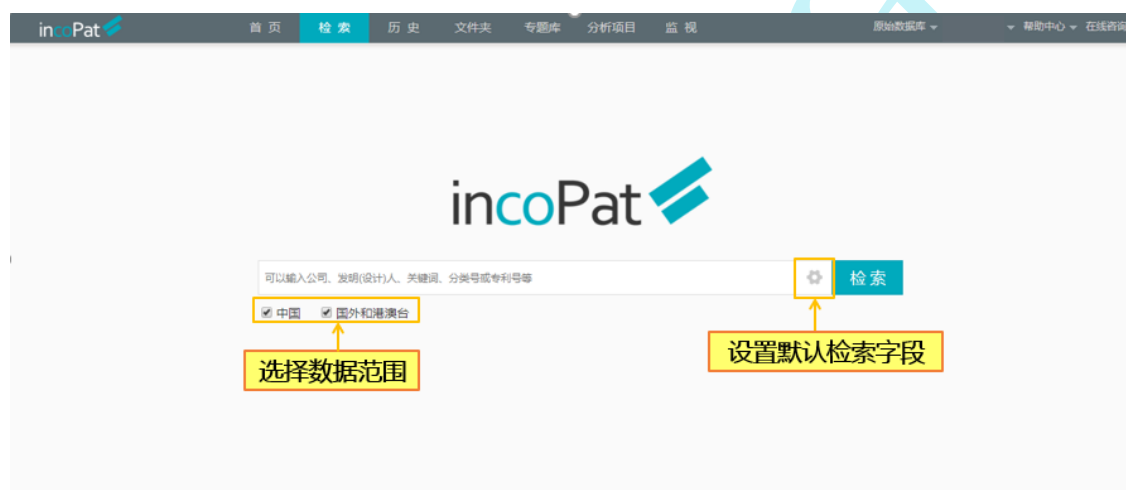 incoPat 首 页 检 索 历 史 文件夹 专题库 分析项目 监 视 原始数据库 帮助中心 在线咨询
incoPat
可以输入公司、发明(设计)人、关键词、分类号或专利号等 检 索
中国 国外和港澳台
选择数据范围 设置默认检索字段